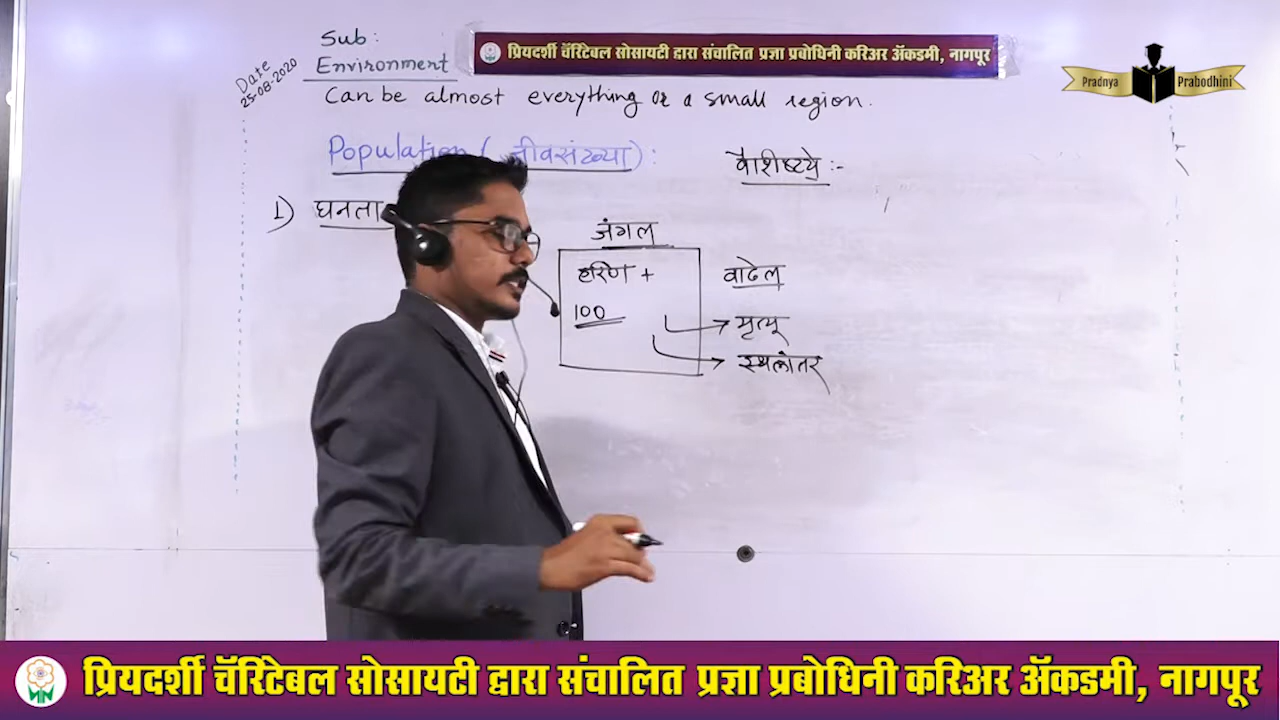 Sub:
Environment
Date
25-08-2020
प्रियदर्शी चॅरिटेबल सोसायटी द्वारा संचालित प्रज्ञा प्रबोधिनी करिअर ॲकडमी, नागपूर
Pradnya Prabodhini
Can be almost everything or a small region.
Population ( जीवसंख्या) :
वैशीष्ट्ये :-
1) घनता
जंगल
हरिण +
100
वाढेल
मृत्यू
स्थलांतर
प्रियदर्शी चॅरिटेबल सोसायटी द्वारा संचालित प्रज्ञा प्रबोधिनी करिअर ॲकडमी, नागपूर